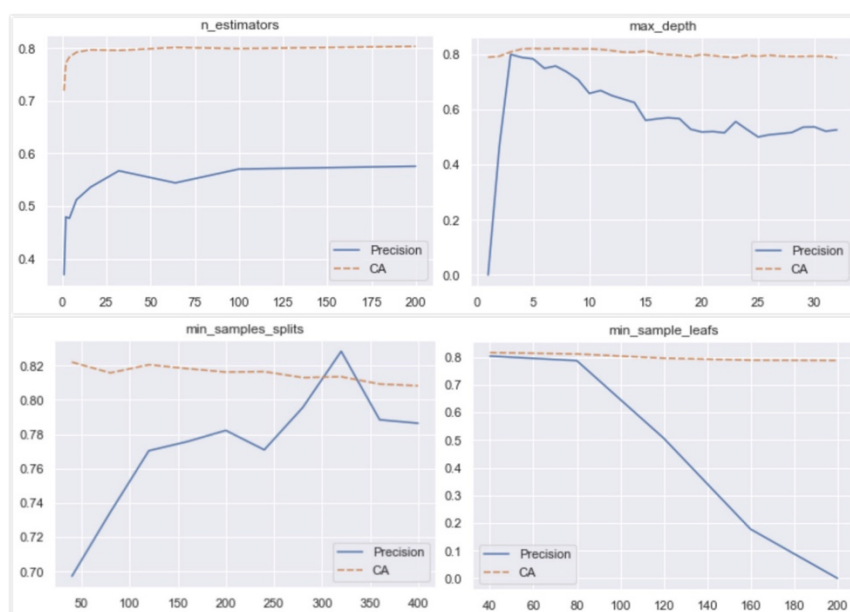 n_estimators
0.8
0.7
0.6
0.5
0.4
Precision
CA
0 25 50 75 100 125 150 175 200
max_depth
0.8
0.6
0.4
0.2
0.0
Precision
CA
0 5 10 15 20 25 30
min_samples_splits
0.82
0.80
0.78
0.76
0.74
0.72
0.70
Precision
CA
50 100 150 200 250 300 350 400
min_sample_leafs
0.8
0.7
0.6
0.5
0.4
0.3
0.2
0.1
0.0
Precision
CA
40 60 80 100 120 140 160 180 200